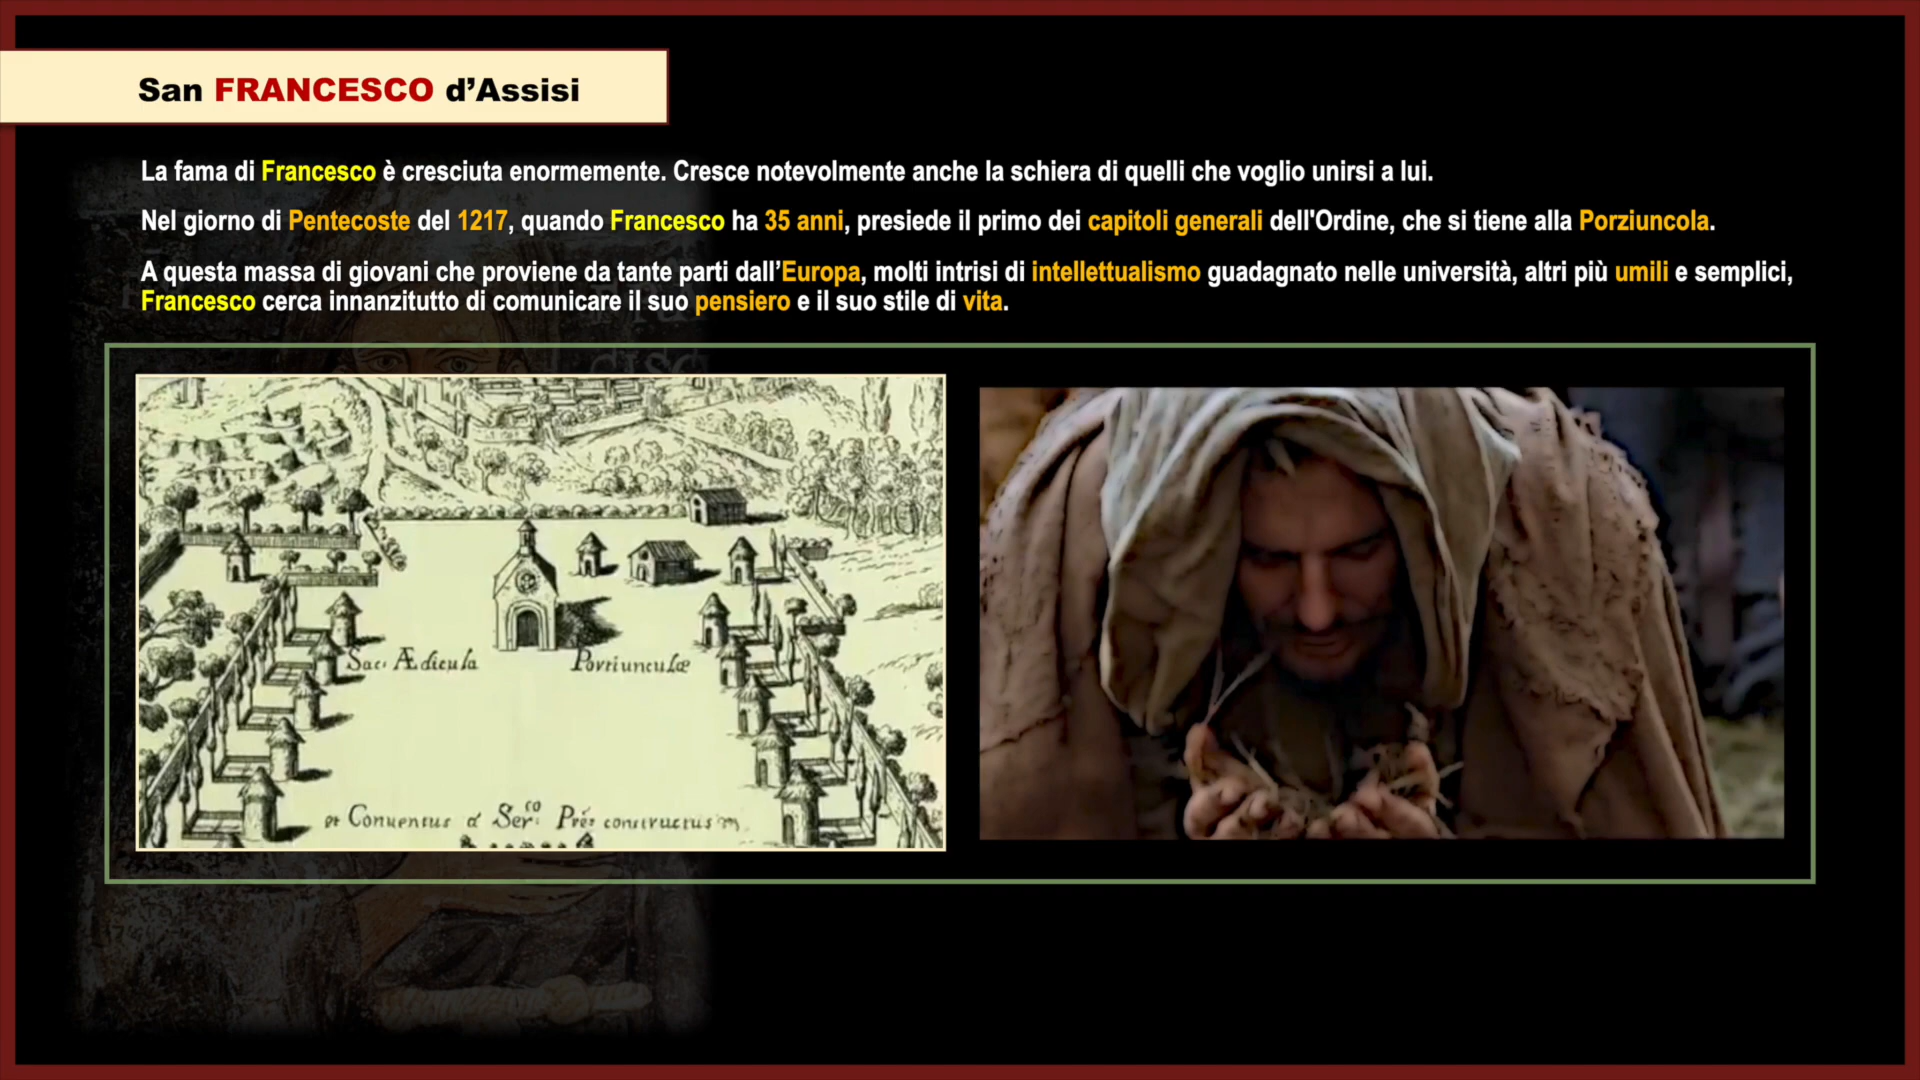 San FRANCESCO d’Assisi
La fama di Francesco è cresciuta enormemente. Cresce notevolmente anche la schiera di quelli che voglio unirsi a lui.
Nel giorno di Pentecoste del 1217, quando Francesco ha 35 anni, presiede il primo dei capitoli generali dell'Ordine, che si tiene alla Porziuncola.
A questa massa di giovani che proviene da tante parti dall’Europa, molti intrisi di intellettualismo guadagnato nelle università, altri più umili e semplici,
Francesco cerca innanzitutto di comunicare il suo pensiero e il suo stile di vita.
Ædicula Porriunculæ
et Conventus a